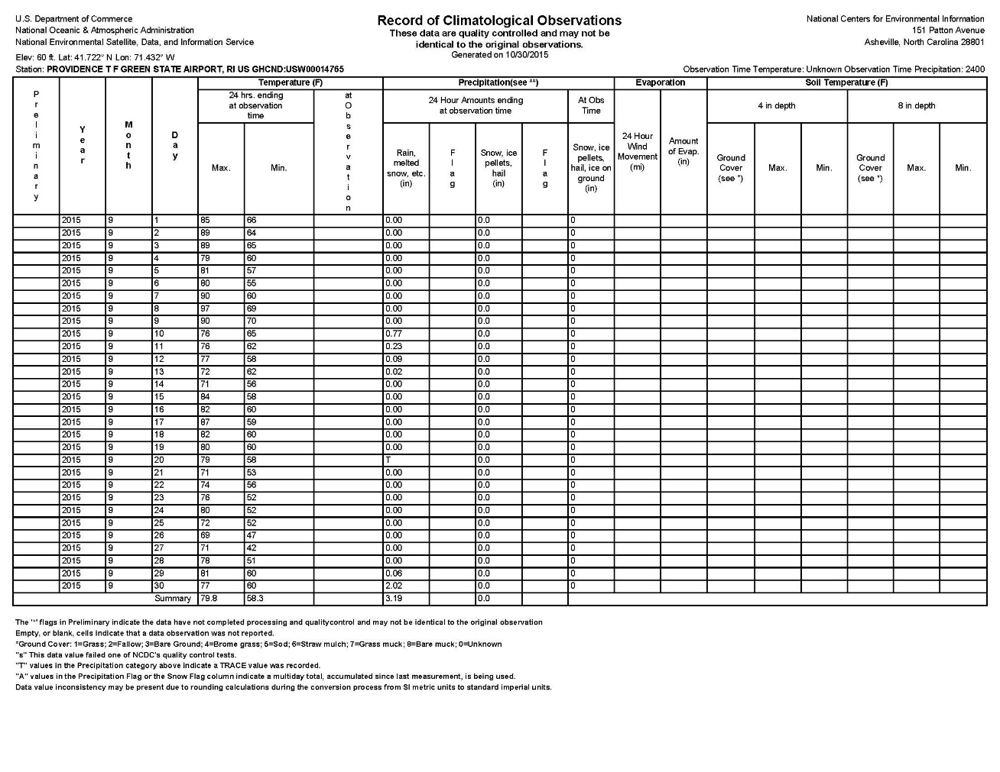 U.S. Department of Commerce
National Oceanic & Atmospheric Administration
National Environmental Satellite, Data, and Information Service
Record of Climatological Observations
These data are quality controlled and may not be
identical to the original observations.
Generated on 10/30/2015
National Centers for Environmental Information
151 Patton Avenue
Asheville, North Carolina 28801
Elev: 60 ft. Lat: 41.722° N Lon: 71.432° W
Station: PROVIDENCE T F GREEN STATE AIRPORT, RI US GHCND:USW00014765
Observation Time Temperature: Unknown Observation Time Precipitation: 2400
Preliminary
Year
Month
Day
Temperature (F)
24 hrs. ending
at observation
time
Max.
Min.
at Observation
Precipitation(see **)
24 Hour Amounts ending
at observation time
Rain,
melted
snow, etc.
(in)
Flag
Snow, ice
pellets,
hail
(in)
Flag
At Obs
Time
Snow, ice
pellets,
hail, ice on
ground
(in)
Evaporation
24 Hour
Wind
Movement
(mi)
Amount
of Evap.
(in)
Soil Temperature (F)
4 in depth
Ground
Cover
(see *)
Max.
Min.
8 in depth
Ground
Cover
(see *)
Max.
Min.
2015 9 1 85 66 0.00 0.0 0
2015 9 2 89 64 0.00 0.0 0
2015 9 3 89 65 0.00 0.0 0
2015 9 4 79 60 0.00 0.0 0
2015 9 5 81 57 0.00 0.0 0
2015 9 6 80 55 0.00 0.0 0
2015 9 7 90 60 0.00 0.0 0
2015 9 8 97 69 0.00 0.0 0
2015 9 9 90 70 0.00 0.0 0
2015 9 10 76 65 0.77 0.0 0
2015 9 11 76 62 0.23 0.0 0
2015 9 12 77 58 0.09 0.0 0
2015 9 13 72 62 0.02 0.0 0
2015 9 14 71 56 0.00 0.0 0
2015 9 15 84 58 0.00 0.0 0
2015 9 16 82 60 0.00 0.0 0
2015 9 17 87 59 0.00 0.0 0
2015 9 18 82 60 0.00 0.0 0
2015 9 19 80 60 0.00 0.0 0
2015 9 20 79 58 T 0.0 0
2015 9 21 71 53 0.00 0.0 0
2015 9 22 74 56 0.00 0.0 0
2015 9 23 76 52 0.00 0.0 0
2015 9 24 80 52 0.00 0.0 0
2015 9 25 72 52 0.00 0.0 0
2015 9 26 69 47 0.00 0.0 0
2015 9 27 71 42 0.00 0.0 0
2015 9 28 78 51 0.00 0.0 0
2015 9 29 81 60 0.06 0.0 0
2015 9 30 77 60 2.02 0.0 0
Summary 79.8 58.3 3.19 0.0
The '*' flags in Preliminary indicate the data have not completed processing and qualitycontrol and may not be identical to the original observation
Empty, or blank, cells indicate that a data observation was not reported.
*Ground Cover: 1=Grass; 2=Fallow; 3=Bare Ground; 4=Brome grass; 5=Sod; 6=Straw mulch; 7=Grass muck; 8=Bare muck; 0=Unknown
"s" This data value failed one of NCDC's quality control tests.
"T" values in the Precipitation category above indicate a TRACE value was recorded.
"A" values in the Precipitation Flag or the Snow Flag column indicate a multiday total, accumulated since last measurement, is being used.
Data value inconsistency may be present due to rounding calculations during the conversion process from SI metric units to standard imperial units.